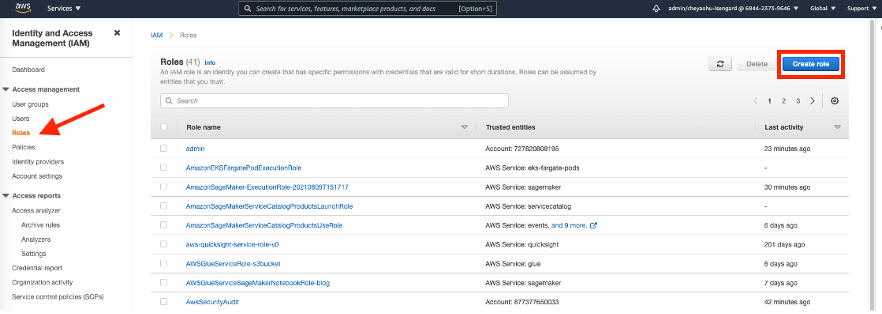 aws
Services ▼
Search for services, features, marketplace products, and docs [Option+S]
admin/cheyashu-isengard @ 6844-2373-9646 ▼
Global ▼
Support ▼
Identity and Access
Management (IAM)
Dashboard
Access management
User groups
Users
Roles
Policies
Identity providers
Account settings
Access reports
Access analyzer
Archive rules
Analyzers
Settings
Credential report
Organization activity
Service control policies (SCPs)
IAM > Roles
Roles (41) Info
An IAM role is an identity you can create that has specific permissions with credentials that are valid for short durations. Roles can be assumed by
entities that you trust.
Delete
Create role
Search
1 2 3
Role name Trusted entities Last activity
admin Account: 727820809195 23 minutes ago
AmazonEKSFargatePodExecutionRole AWS Service: eks-fargate-pods -
AmazonSageMaker-ExecutionRole-20210809T151717 AWS Service: sagemaker 30 minutes ago
AmazonSageMakerServiceCatalogProductsLaunchRole AWS Service: servicecatalog -
AmazonSageMakerServiceCatalogProductsUseRole AWS Service: events, and 9 more. 6 days ago
aws-quicksight-service-role-v0 AWS Service: quicksight 201 days ago
AWSGlueServiceRole-s3bucket AWS Service: glue 6 days ago
AWSGlueServiceSageMakerNotebookRole-blog AWS Service: sagemaker 7 days ago
AwsSecurityAudit Account: 877377650033 42 minutes ago